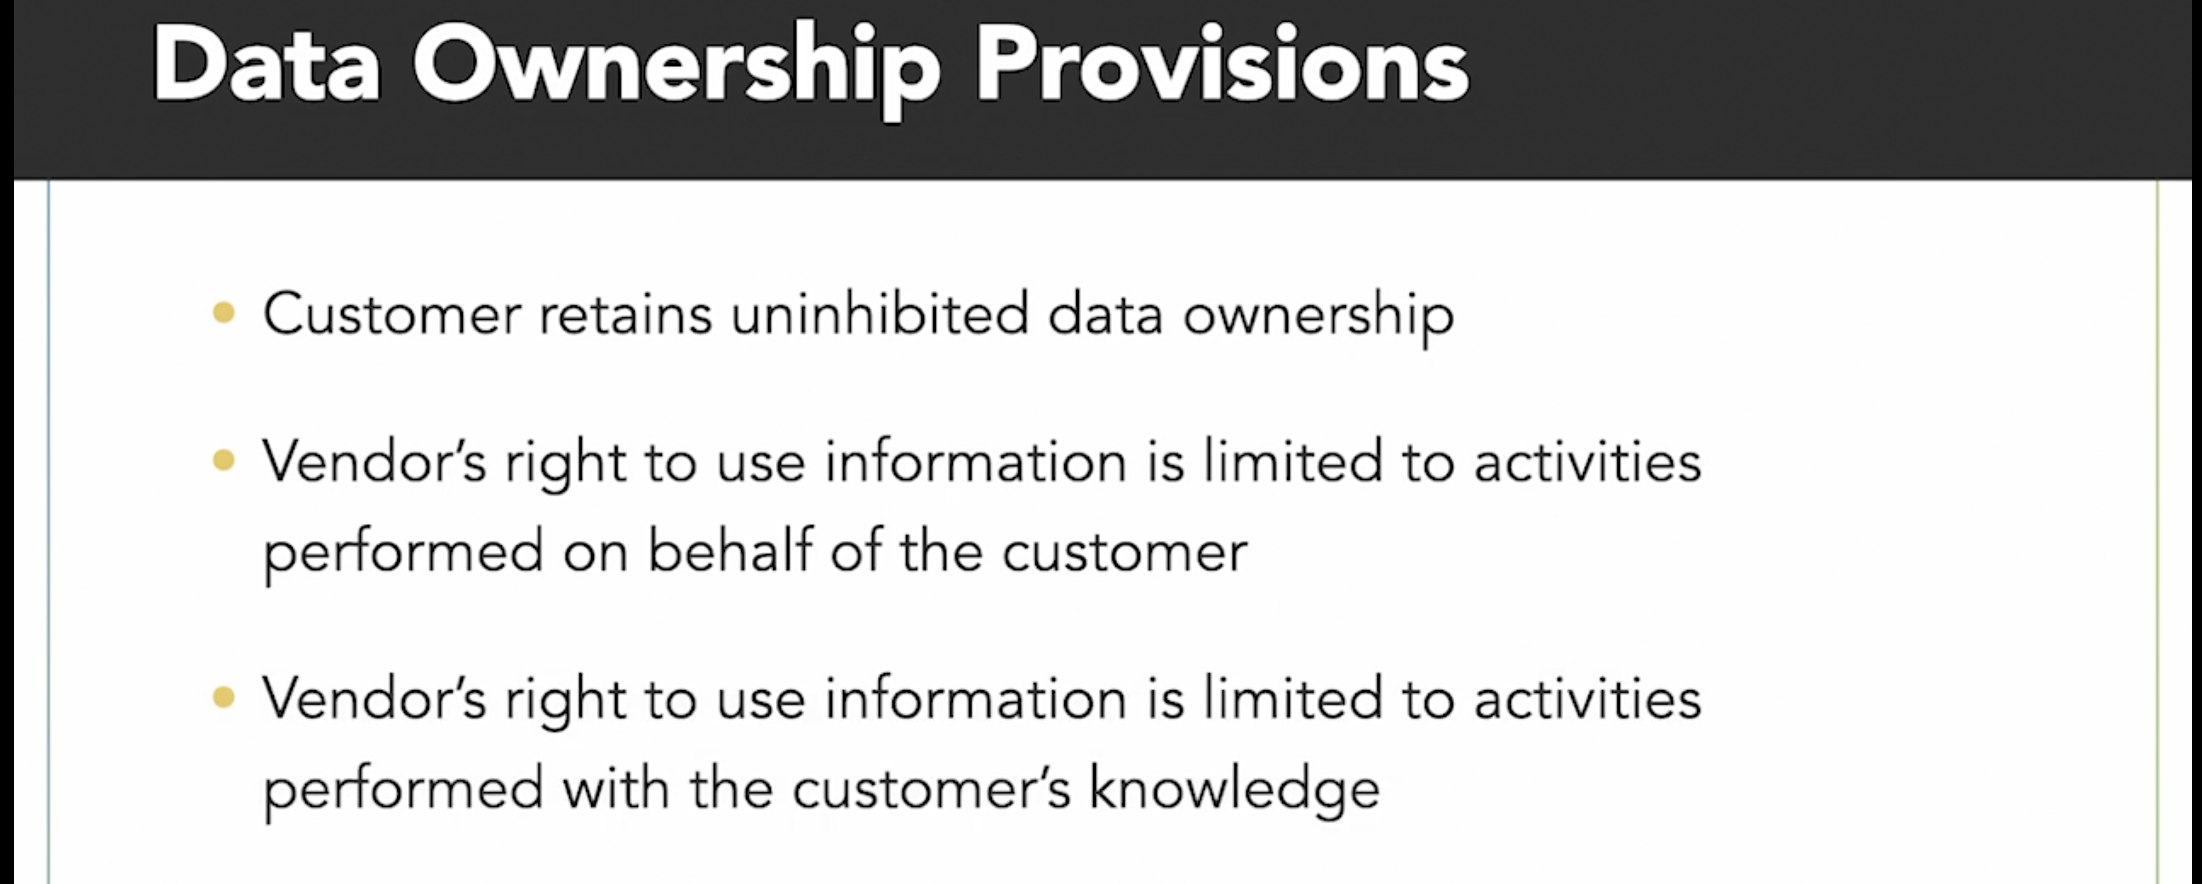 Data Ownership Provisions
• Customer retains uninhibited data ownership
• Vendor’s right to use information is limited to activities
performed on behalf of the customer
• Vendor’s right to use information is limited to activities
performed with the customer’s knowledge